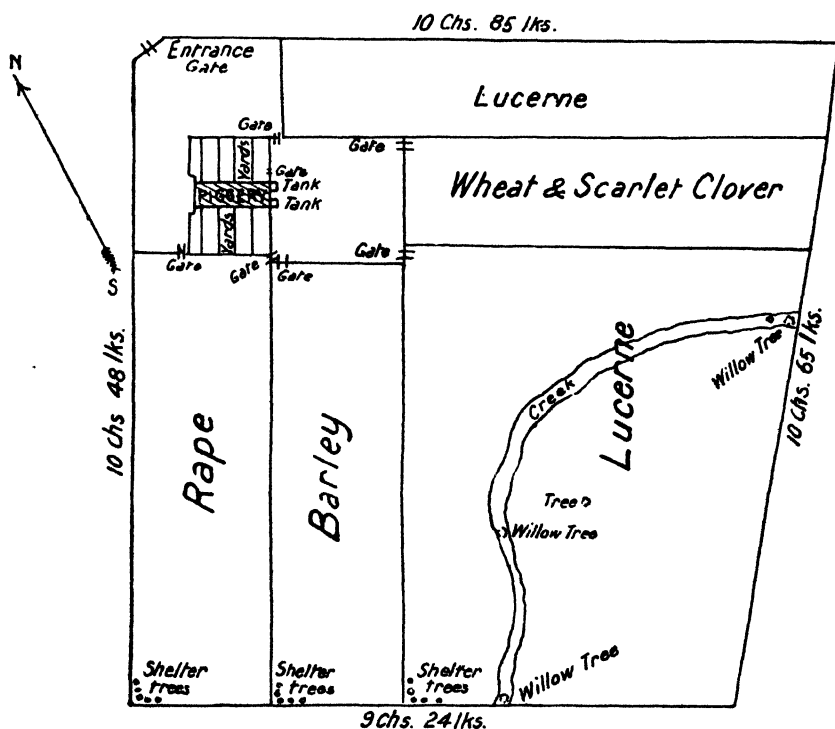 10 Chs. 85 lks.
N
Entrance
Gate
Lucerne
Gate
Gate
Yards
Gate
Tank
Tank
Wheat & Scarlet Clover
Yards
Gate
Gate
Gate
Gate
S
10 Chs 48 lks.
Willow Tree
10 Chs. 65 lks.
Creek
Lucerne
Rape
Barley
Tree
Willow Tree
Shelter
trees
Shelter
trees
Shelter
trees
Willow Tree
9 Chs. 24 lks.